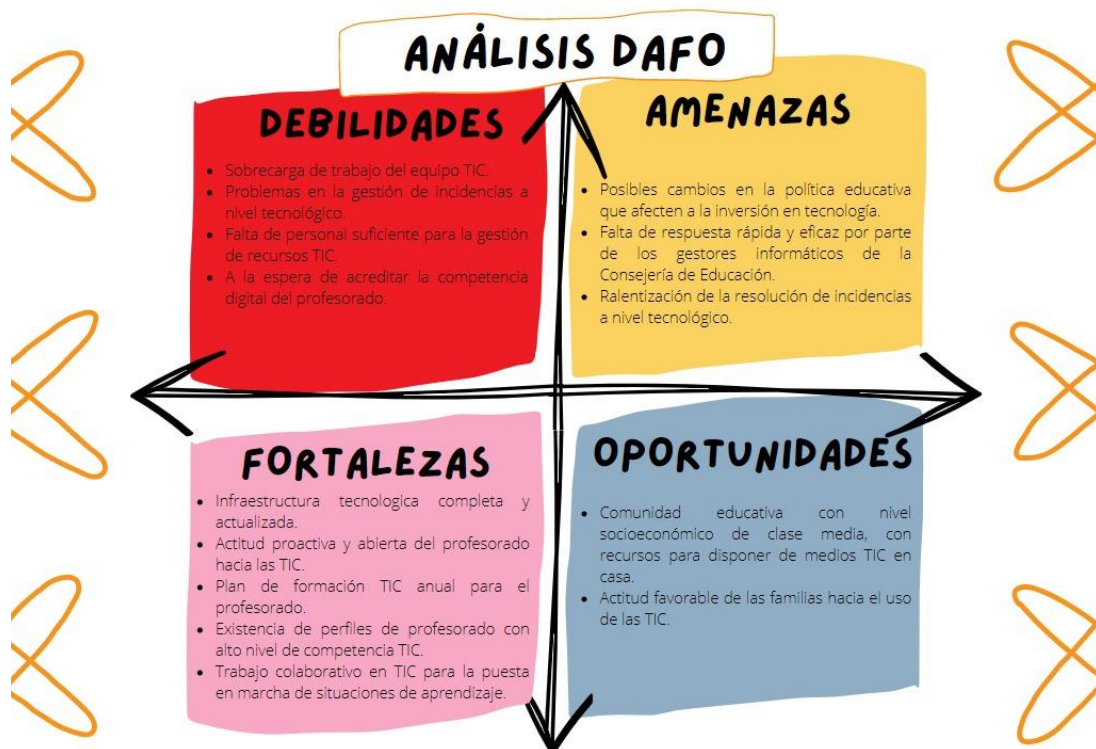 ANÁLISIS DAFO
DEBILIDADES
• Sobrecarga de trabajo del equipo TIC.
• Problemas en la gestión de incidencias a
nivel tecnológico.
• Falta de personal suficiente para la gestión
de recursos TIC.
• A la espera de acreditar la competencia
digital del profesorado.
AMENAZAS
• Posibles cambios en la política educativa
que afecten a la inversión en tecnología.
• Falta de respuesta rápida y eficaz por parte
de los gestores informáticos de la
Consejería de Educación.
• Ralentización de la resolución de incidencias
a nivel tecnológico.
FORTALEZAS
• Infraestructura tecnologica completa y
actualizada.
• Actitud proactiva y abierta del profesorado
hacia las TIC.
• Plan de formación TIC anual para el
profesorado.
• Existencia de perfiles de profesorado con
alto nivel de competencia TIC.
• Trabajo colaborativo en TIC para la puesta
en marcha de situaciones de aprendizaje.
OPORTUNIDADES
• Comunidad educativa con nivel
socioeconómico de clase media, con
recursos para disponer de medios TIC en
casa.
• Actitud favorable de las familias hacia el uso
de las TIC.